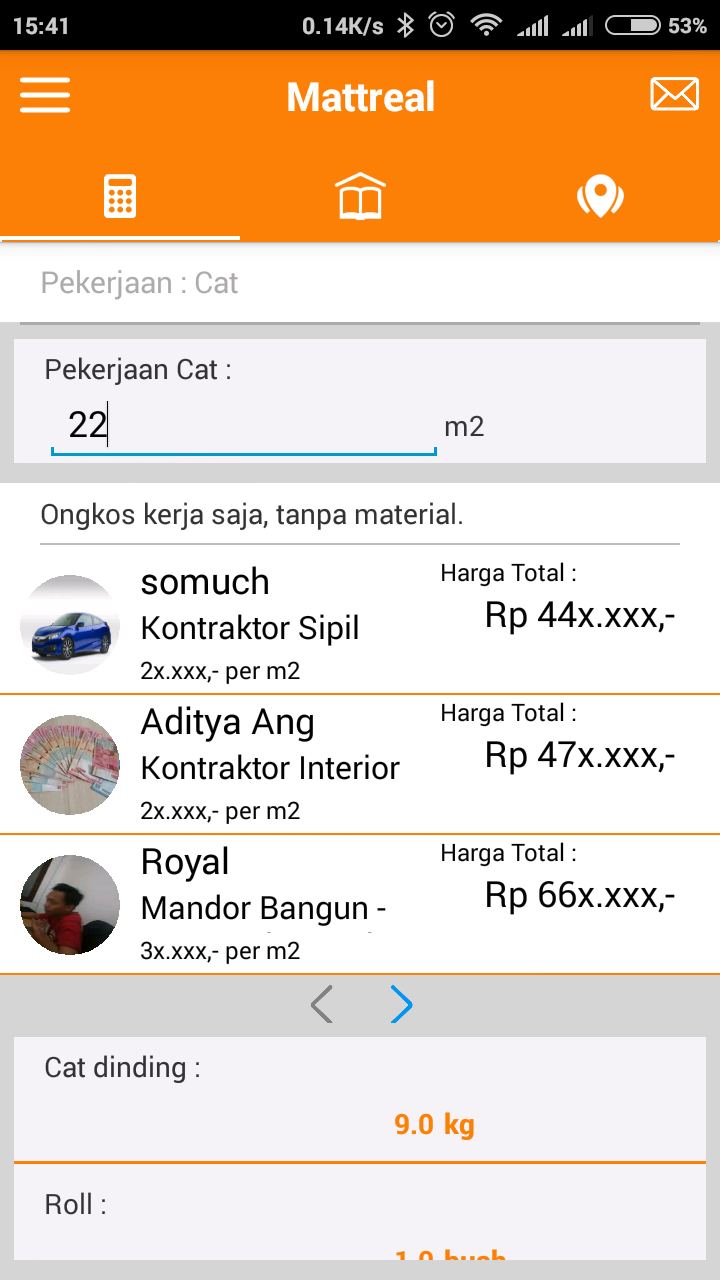 15:41
0.14K/s
53%
Mattreal
Pekerjaan : Cat
Pekerjaan Cat :
22
m2
Ongkos kerja saja, tanpa material.
somuch
Kontraktor Sipil
2x.xxx,- per m2
Harga Total :
Rp 44x.xxx,-
Aditya Ang
Kontraktor Interior
2x.xxx,- per m2
Harga Total :
Rp 47x.xxx,-
Royal
Mandor Bangun -
3x.xxx,- per m2
Harga Total :
Rp 66x.xxx,-
Cat dinding :
9.0 kg
Roll :
1.0 buah